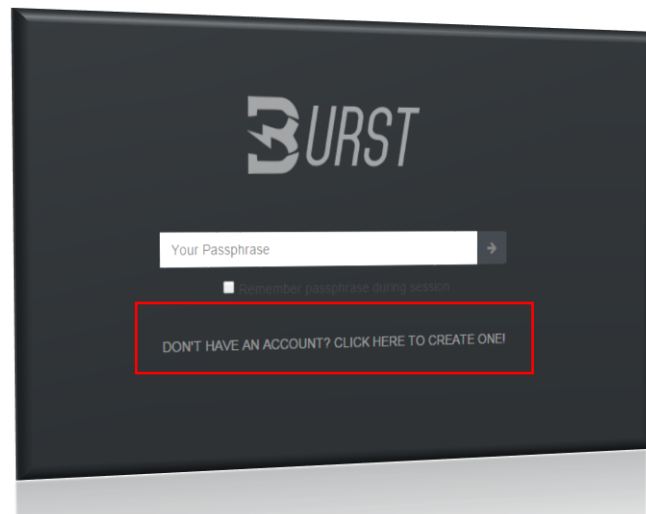 BURST
Your Passphrase
Remember passphrase during session
DON'T HAVE AN ACCOUNT? CLICK HERE TO CREATE ONE!